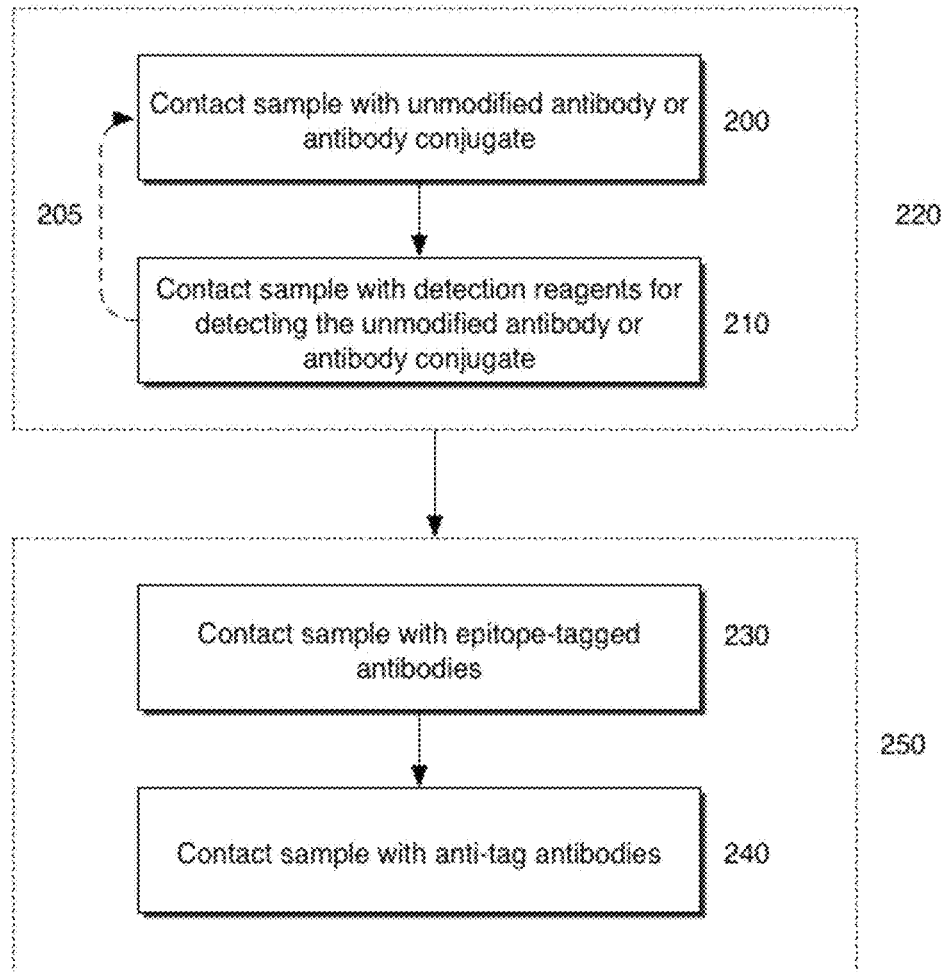 Contact sample with unmodified antibody or
antibody conjugate
200
205
220
Contact sample with detection reagents for
detecting the unmodified antibody or
antibody conjugate
210
Contact sample with epitope-tagged
antibodies
230
250
Contact sample with anti-tag antibodies
240